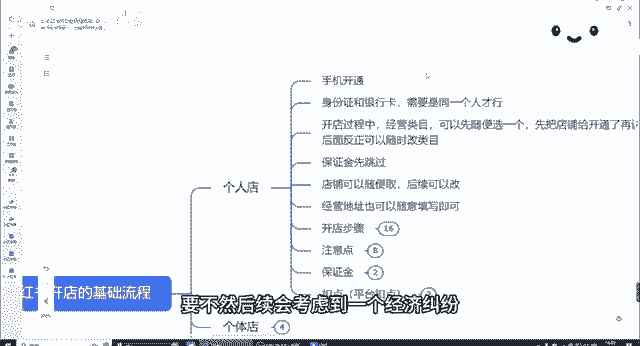 手机开通
身份证和银行卡，需要是同一个人才行
开店过程中，经营类目，可以先随便选一个，先把店铺给开通了再
后面反正可以随时改类目
保证金先跳过
个人店
店铺可以随便取，后续可以改
经营地址也可以随意填写即可
开店步骤 16
注意点 8
保证金 2
扣点（平台扣点）
书开店的基础流程
要不然后续会考虑到一个经济纠纷
个体店 4